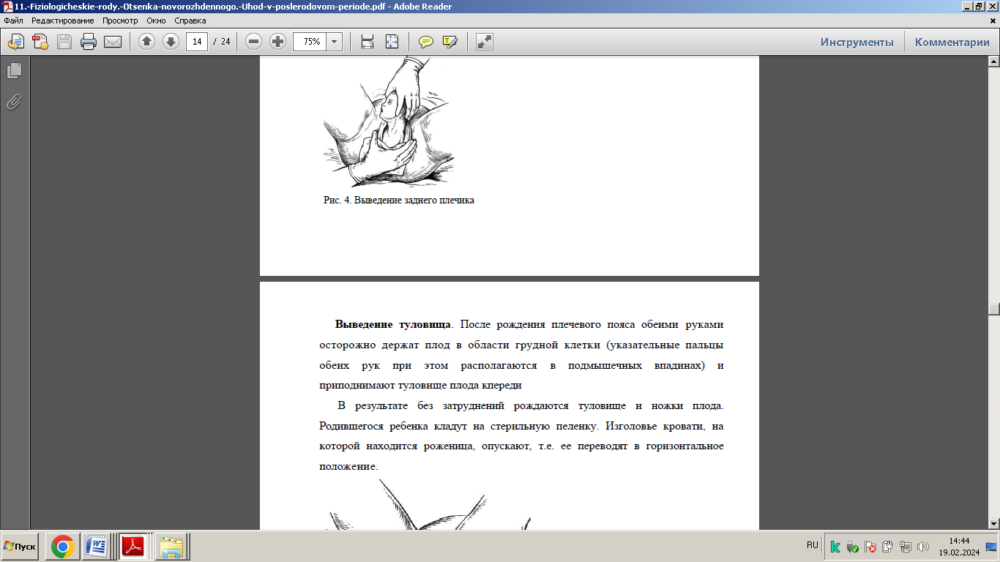 11.-Fiziologicheskie-rody.-Otsenka-novorozhdennogo.-Uhod-v-poslerodovom-periode.pdf - Adobe Reader
Файл Редактирование Просмотр Окно Справка
14 / 24 75% Инструменты Комментарии
Рис. 4. Выведение заднего плечика
Выведение туловища. После рождения плечевого пояса обеими руками
осторожно держат плод в области грудной клетки (указательные пальцы
обеих рук при этом располагаются в подмышечных впадинах) и
приподнимают туловище плода кпереди
В результате без затруднений рождаются туловище и ножки плода.
Родившегося ребенка кладут на стерильную пеленку. Изголовье кровати, на
которой находится роженица, опускают, т.е. ее переводят в горизонтальное
положение.
Пуск RU 14:44
19.02.2024